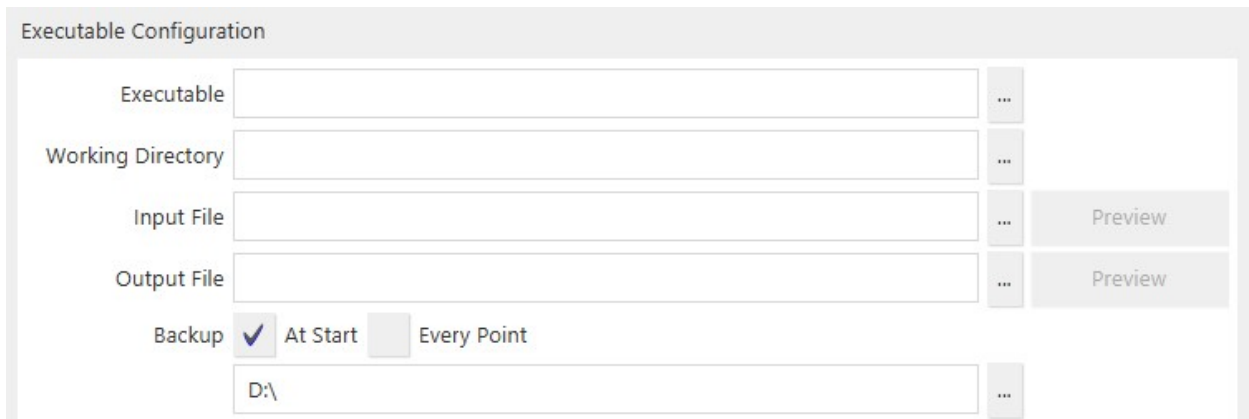 Executable Configuration
Executable ...
Working Directory ...
Input File ... Preview
Output File ... Preview
Backup At Start Every Point
D:\ ...